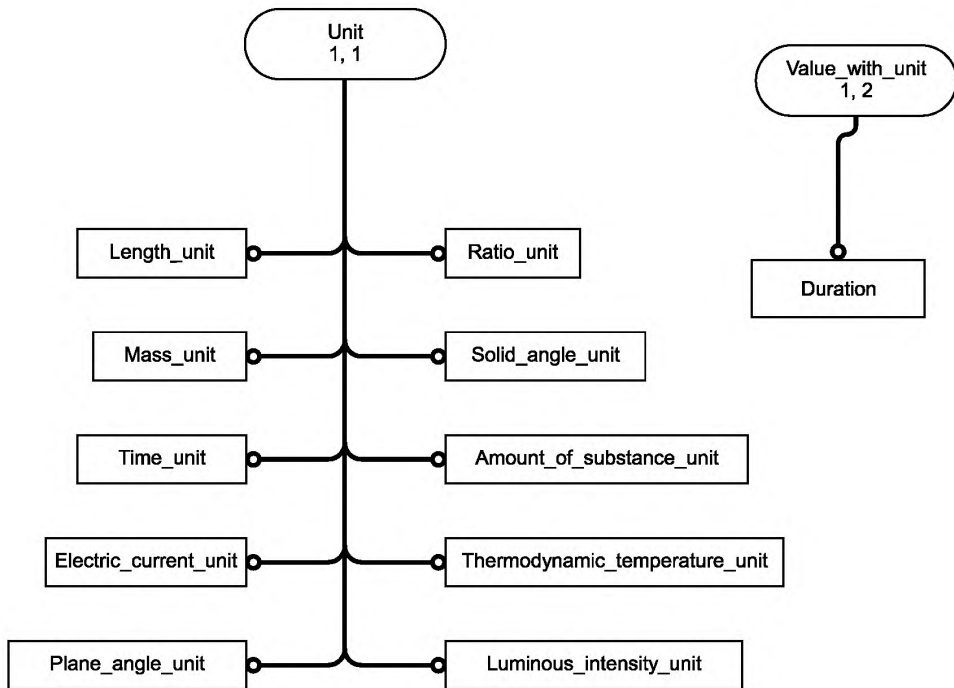 Unit
1, 1
Value_with_unit
1, 2
Length_unit
Ratio_unit
Duration
Mass_unit
Solid_angle_unit
Time_unit
Amount_of_substance_unit
Electric_current_unit
Thermodynamic_temperature_unit
Plane_angle_unit
Luminous_intensity_unit